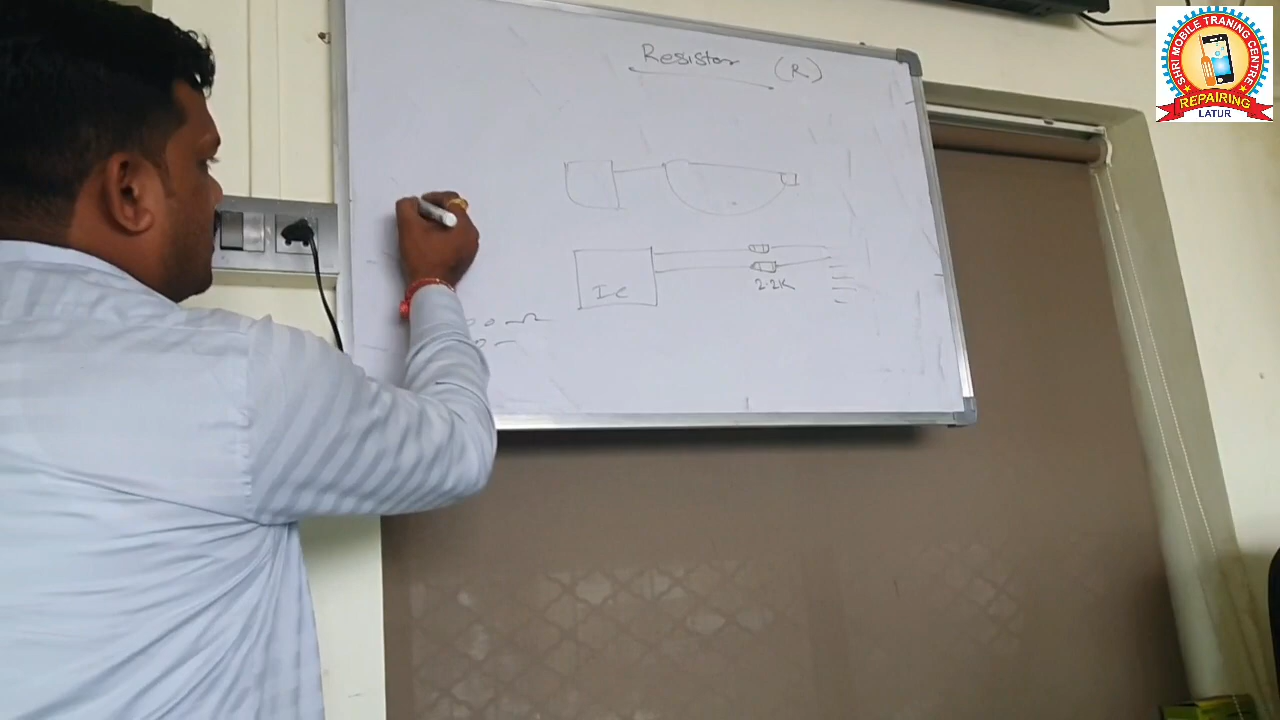 Resistor (R)
IC
2.2K
SHRI MOBILE TRANING CENTRE
REPAIRING
LATUR